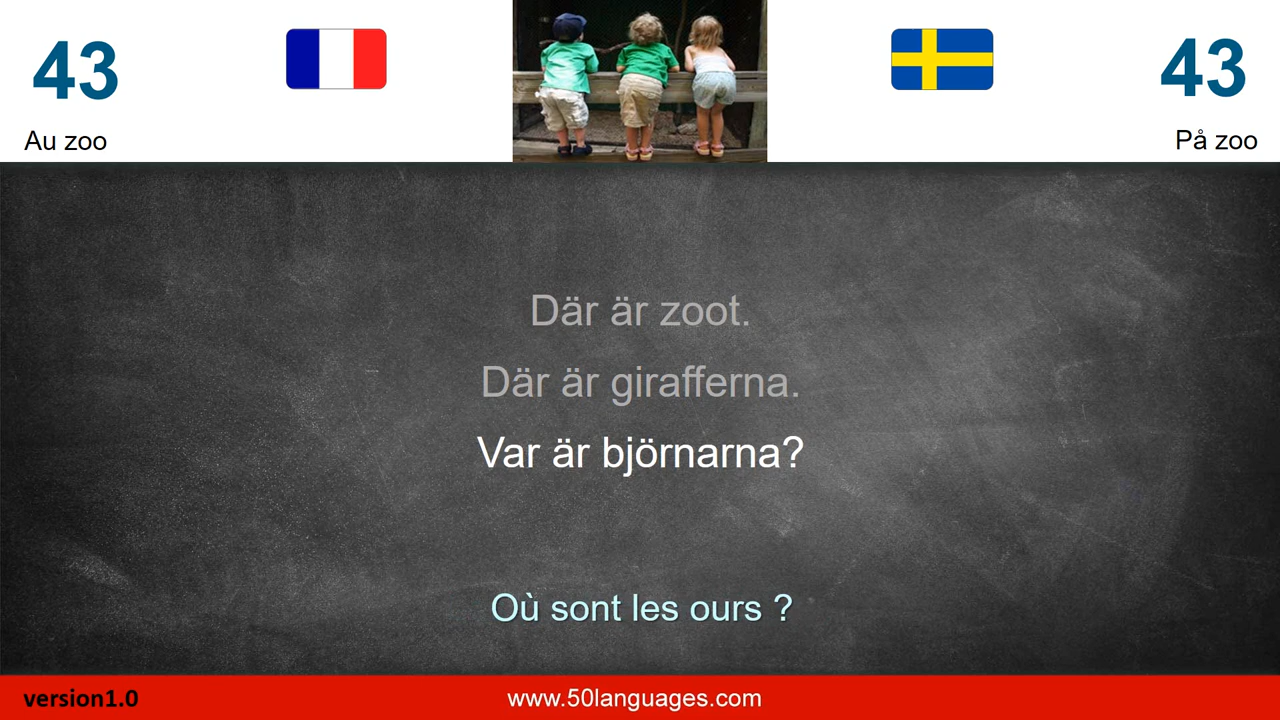 43
43
Au zoo
På zoo
Där är zoot.
Där är girafferna.
Var är björnarna?
Où sont les ours ?
version1.0
www.50languages.com